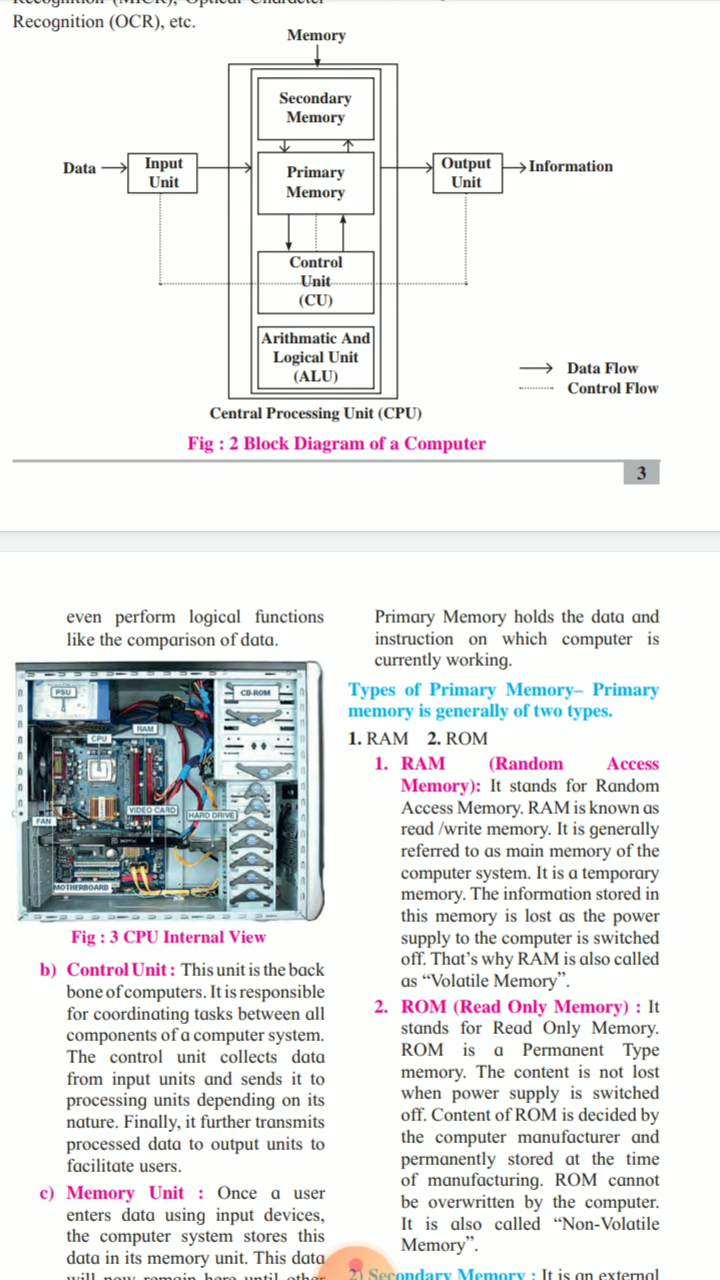 Recognition (MICR), Optical Character
Recognition (OCR), etc.
Memory
Secondary
Memory
Data
Input
Unit
Primary
Memory
Output
Unit
Information
Control
Unit
(CU)
Arithmatic And
Logical Unit
(ALU)
Data Flow
Control Flow
Central Processing Unit (CPU)
Fig : 2 Block Diagram of a Computer
3
even perform logical functions
like the comparison of data.
PSU
CD-ROM
RAM
CPU
VIDEO CARD
HARD DRIVE
FAN
MOTHERBOARD
Fig : 3 CPU Internal View
b) Control Unit : This unit is the back
bone of computers. It is responsible
for coordinating tasks between all
components of a computer system.
The control unit collects data
from input units and sends it to
processing units depending on its
nature. Finally, it further transmits
processed data to output units to
facilitate users.
c) Memory Unit : Once a user
enters data using input devices,
the computer system stores this
data in its memory unit. This data
will now remain here until other
Primary Memory holds the data and
instruction on which computer is
currently working.
Types of Primary Memory– Primary
memory is generally of two types.
1. RAM 2. ROM
1. RAM (Random Access
Memory): It stands for Random
Access Memory. RAM is known as
read /write memory. It is generally
referred to as main memory of the
computer system. It is a temporary
memory. The information stored in
this memory is lost as the power
supply to the computer is switched
off. That’s why RAM is also called
as “Volatile Memory”.
2. ROM (Read Only Memory) : It
stands for Read Only Memory.
ROM is a Permanent Type
memory. The content is not lost
when power supply is switched
off. Content of ROM is decided by
the computer manufacturer and
permanently stored at the time
of manufacturing. ROM cannot
be overwritten by the computer.
It is also called “Non-Volatile
Memory”.
2) Secondary Memory : It is an external